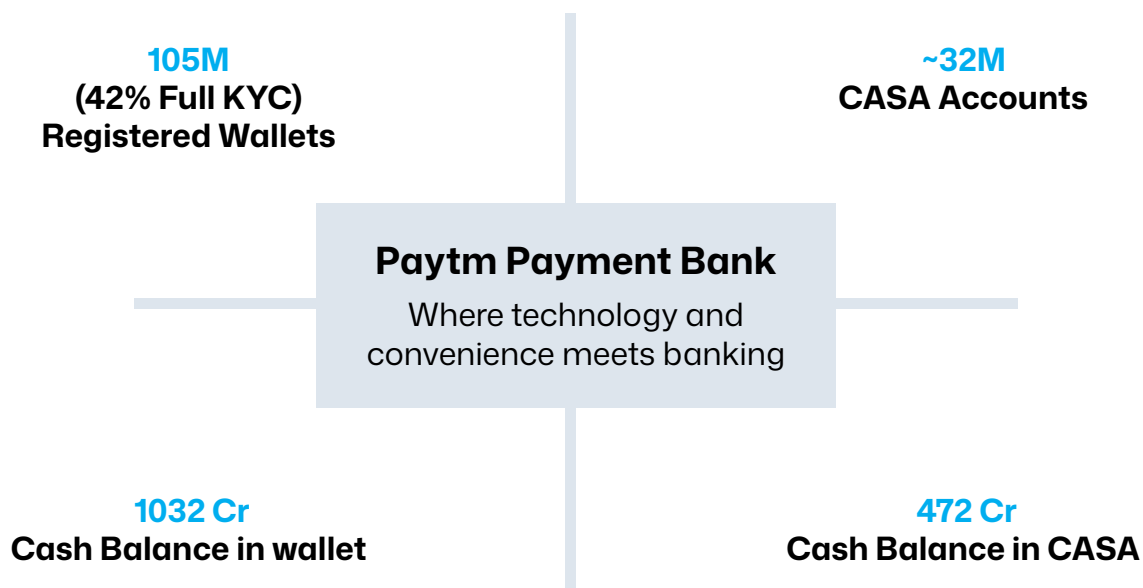 105M
(42% Full KYC)
Registered Wallets
~32M
CASA Accounts
Paytm Payment Bank
Where technology and
convenience meets banking
1032 Cr
Cash Balance in wallet
472 Cr
Cash Balance in CASA